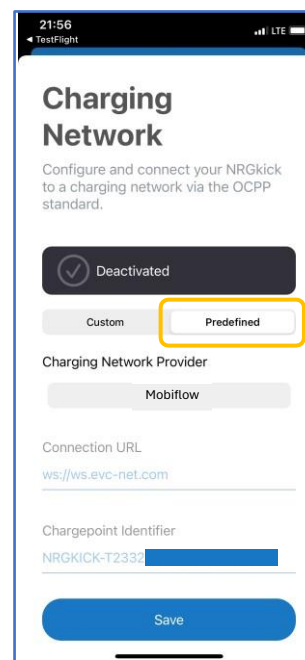 21:56
LTE
◀ TestFlight
Charging
Network
Configure and connect your NRGkick
to a charging network via the OCPP
standard.
Deactivated
Custom
Predefined
Charging Network Provider
Mobiflow
Connection URL
ws://ws.evc-net.com
Chargepoint Identifier
NRGKICK-T2332
Save